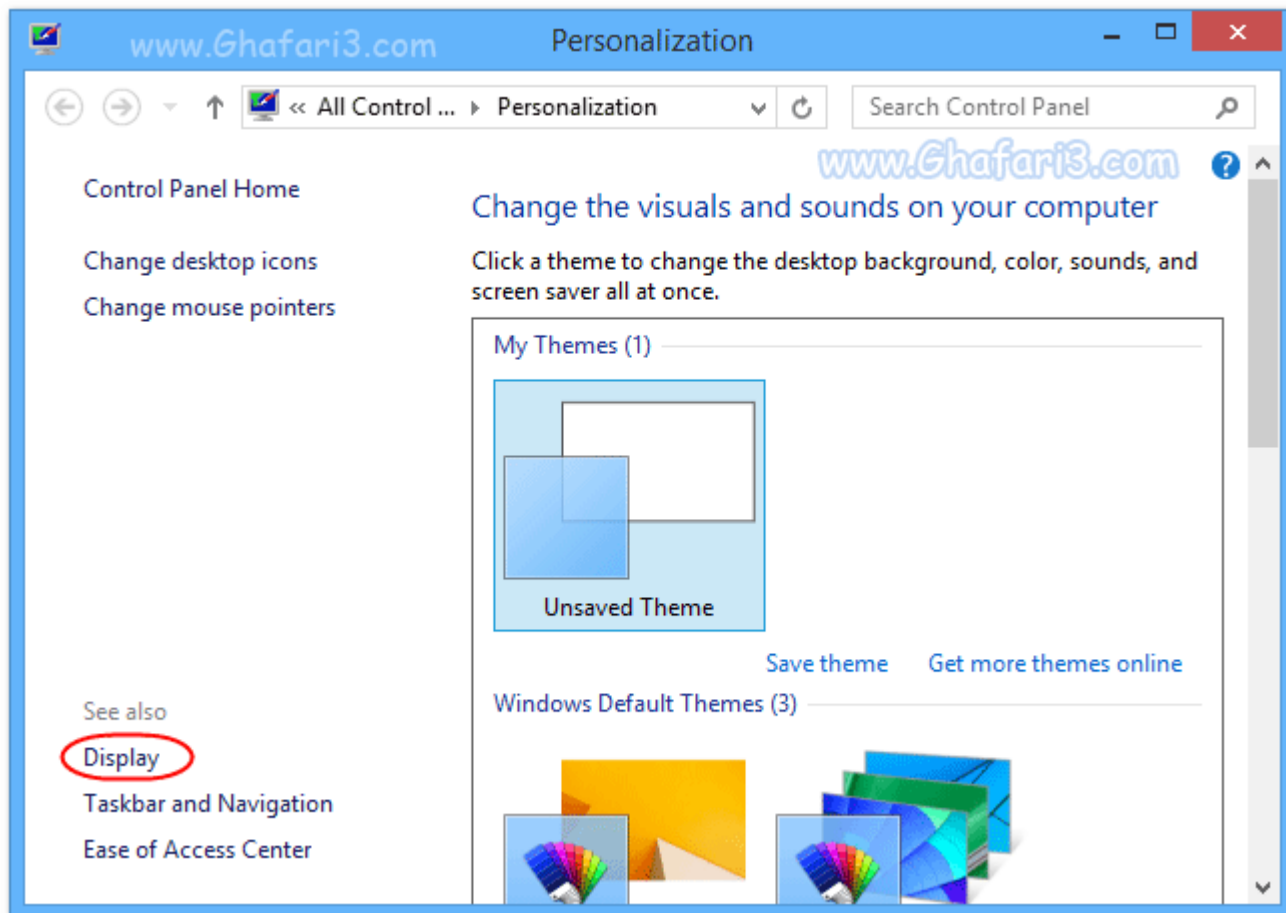 www.Ghafari3.com
Personalization
« All Control ... Personalization
Search Control Panel
www.Ghafari3.com
Control Panel Home
Change desktop icons
Change mouse pointers
Change the visuals and sounds on your computer
Click a theme to change the desktop background, color, sounds, and
screen saver all at once.
My Themes (1)
Unsaved Theme
Save theme
Get more themes online
Windows Default Themes (3)
See also
Display
Taskbar and Navigation
Ease of Access Center